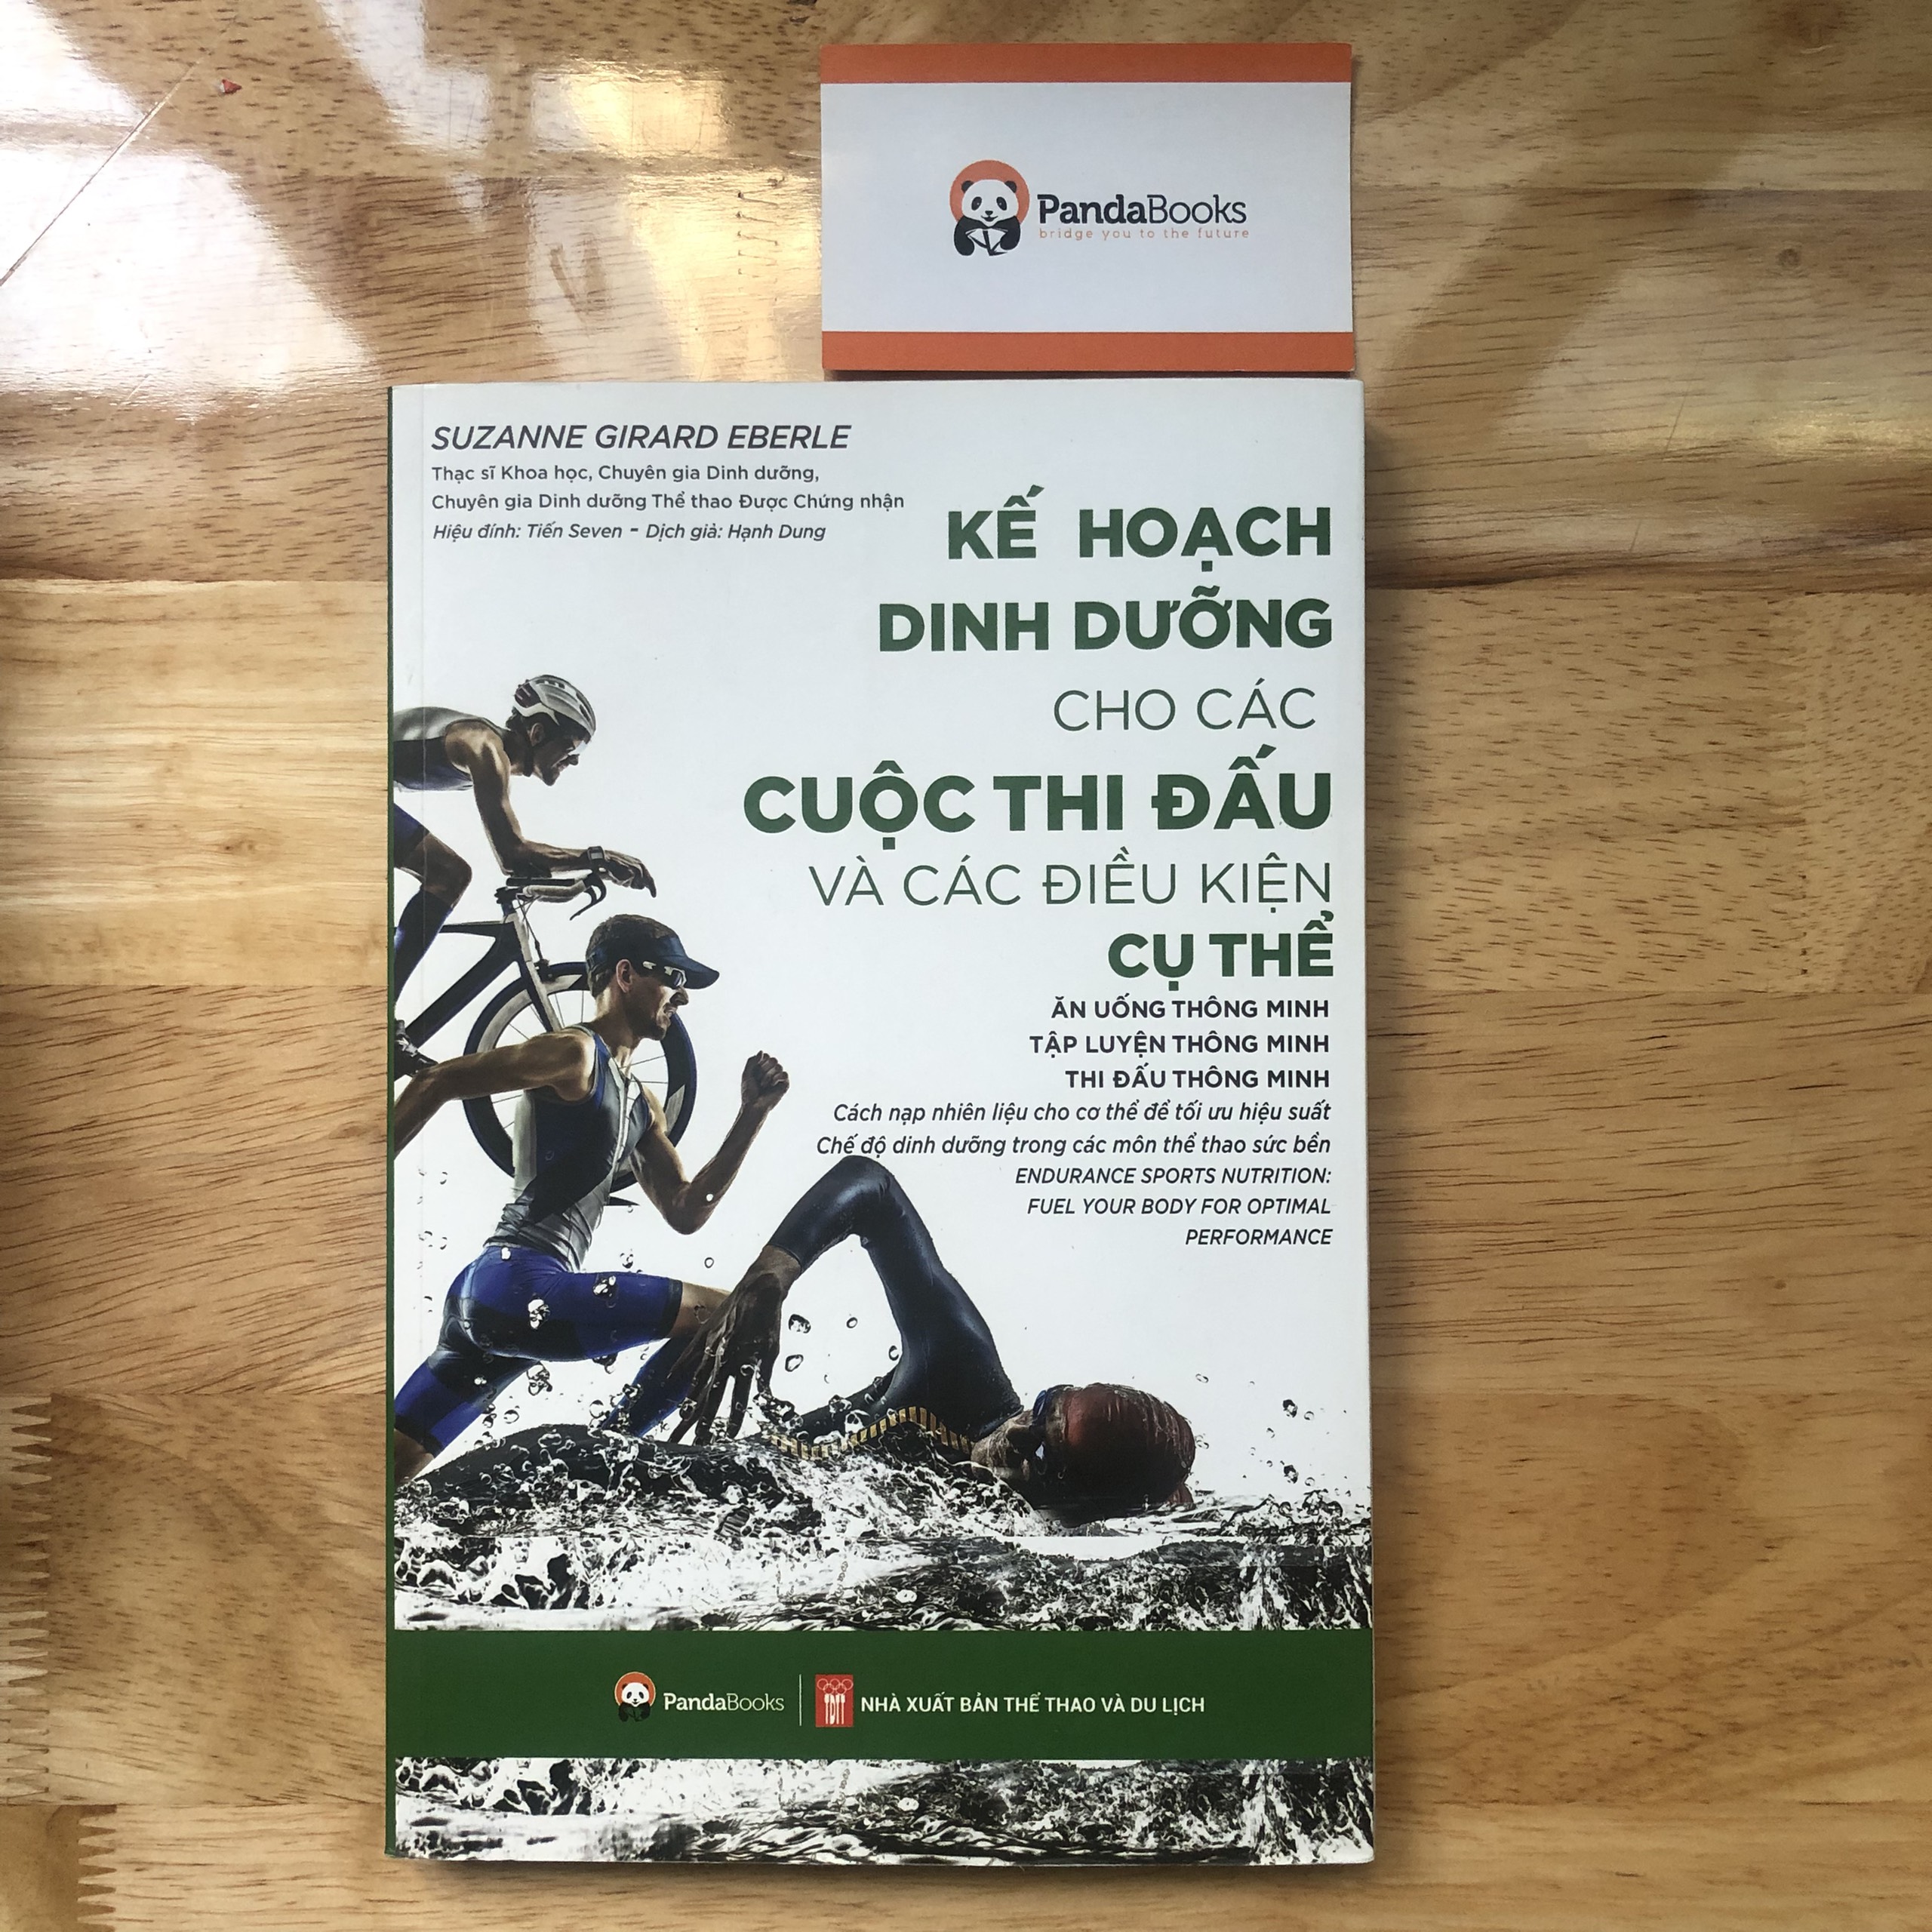 PandaBooks
bridge you to the future
SUZANNE GIRARD EBERLE
Thạc sĩ Khoa học, Chuyên gia Dinh dưỡng,
Chuyên gia Dinh dưỡng Thể thao Được Chứng nhận
Hiệu đính: Tiến Seven - Dịch giả: Hạnh Dung
KẾ HOẠCH
DINH DƯỠNG
CHO CÁC
CUỘC THI ĐẤU
VÀ CÁC ĐIỀU KIỆN
CỤ THỂ
ĂN UỐNG THÔNG MINH
TẬP LUYỆN THÔNG MINH
THI ĐẤU THÔNG MINH
Cách nạp nhiên liệu cho cơ thể để tối ưu hiệu suất
Chế độ dinh dưỡng trong các môn thể thao sức bền
ENDURANCE SPORTS NUTRITION:
FUEL YOUR BODY FOR OPTIMAL
PERFORMANCE
PandaBooks
TDTT
NHÀ XUẤT BẢN THỂ THAO VÀ DU LỊCH